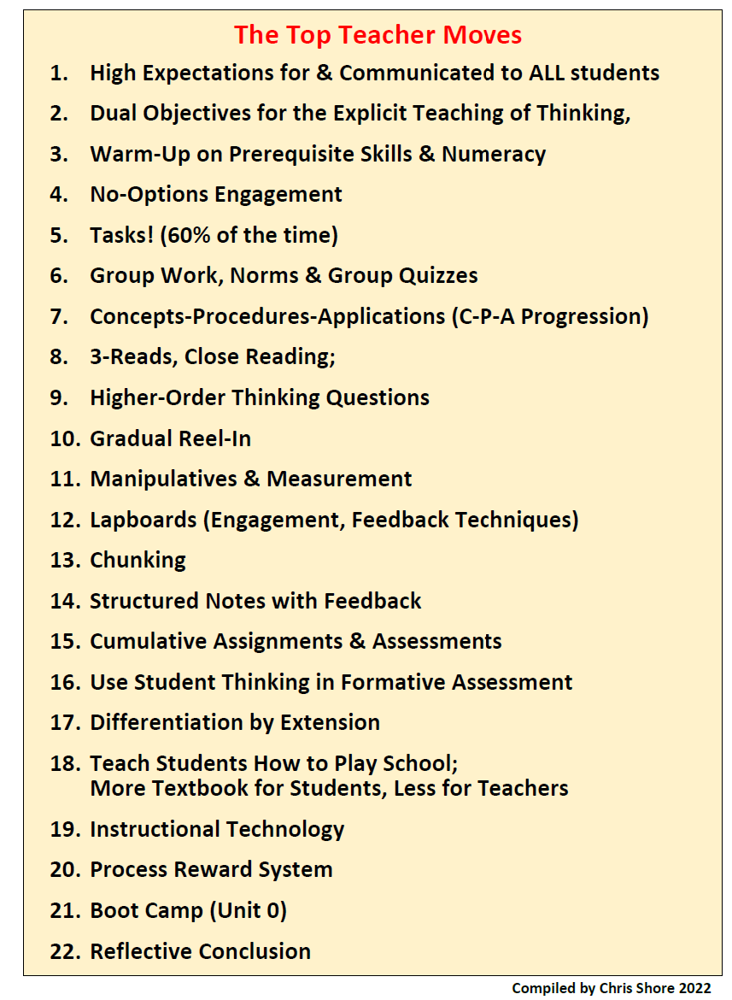 The Top Teacher Moves
1. High Expectations for & Communicated to ALL students
2. Dual Objectives for the Explicit Teaching of Thinking,
3. Warm-Up on Prerequisite Skills & Numeracy
4. No-Options Engagement
5. Tasks! (60% of the time)
6. Group Work, Norms & Group Quizzes
7. Concepts-Procedures-Applications (C-P-A Progression)
8. 3-Reads, Close Reading;
9. Higher-Order Thinking Questions
10. Gradual Reel-In
11. Manipulatives & Measurement
12. Lapboards (Engagement, Feedback Techniques)
13. Chunking
14. Structured Notes with Feedback
15. Cumulative Assignments & Assessments
16. Use Student Thinking in Formative Assessment
17. Differentiation by Extension
18. Teach Students How to Play School;
More Textbook for Students, Less for Teachers
19. Instructional Technology
20. Process Reward System
21. Boot Camp (Unit 0)
22. Reflective Conclusion
Compiled by Chris Shore 2022